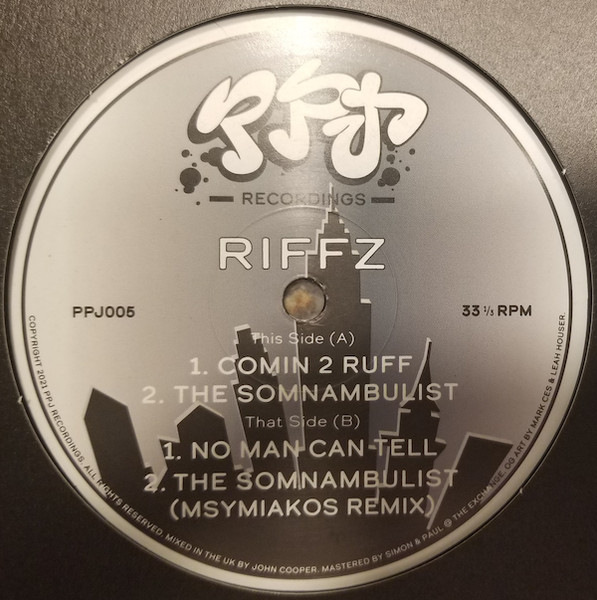 PPJ
RECORDINGS
RIFFZ
PPJ005
33 ⅓ RPM
This Side (A)
1. COMIN 2 RUFF
2. THE SOMNAMBULIST
That Side (B)
1. NO MAN CAN TELL
2. THE SOMNAMBULIST
(MSYMIAKOS REMIX)
COPYRIGHT 2021 PPJ RECORDINGS. ALL RIGHTS RESERVED. MIXED IN THE UK BY JOHN COOPER. MASTERED BY SIMON & PAUL @ THE EXCHANGE. OG ART BY MARK CES & LEAH HOUSER.